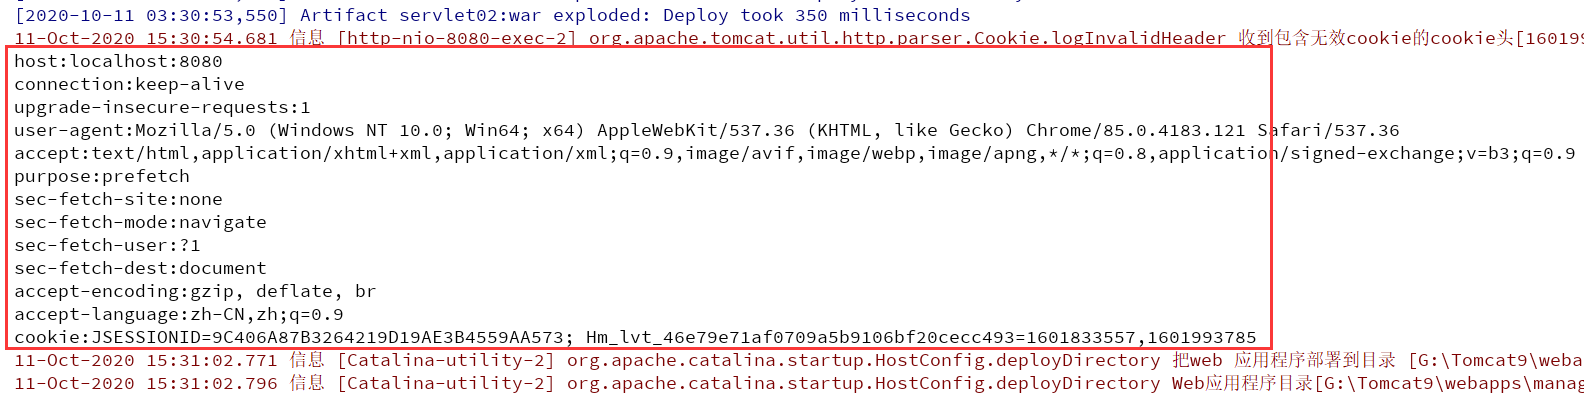 [2020-10-11 03:30:53,550] Artifact servlet02:war exploded: Deploy took 350 milliseconds
11-Oct-2020 15:30:54.681 信息 [http-nio-8080-exec-2] org.apache.tomcat.util.http.parser.Cookie.logInvalidHeader 收到包含无效cookie的cookie头[160199
host:localhost:8080
connection:keep-alive
upgrade-insecure-requests:1
user-agent:Mozilla/5.0 (Windows NT 10.0; Win64; x64) AppleWebKit/537.36 (KHTML, like Gecko) Chrome/85.0.4183.121 Safari/537.36
accept:text/html,application/xhtml+xml,application/xml;q=0.9,image/avif,image/webp,image/apng,*/*;q=0.8,application/signed-exchange;v=b3;q=0.9
purpose:prefetch
sec-fetch-site:none
sec-fetch-mode:navigate
sec-fetch-user:?1
sec-fetch-dest:document
accept-encoding:gzip, deflate, br
accept-language:zh-CN,zh;q=0.9
cookie:JSESSIONID=9C406A87B3264219D19AE3B4559AA573; Hm_lvt_46e79e71af0709a5b9106bf20cecc493=1601833557,1601993785
11-Oct-2020 15:31:02.771 信息 [Catalina-utility-2] org.apache.catalina.startup.HostConfig.deployDirectory 把web 应用程序部署到目录 [G:\Tomcat9\weba
11-Oct-2020 15:31:02.796 信息 [Catalina-utility-2] org.apache.catalina.startup.HostConfig.deployDirectory Web应用程序目录[G:\Tomcat9\webapps\manag